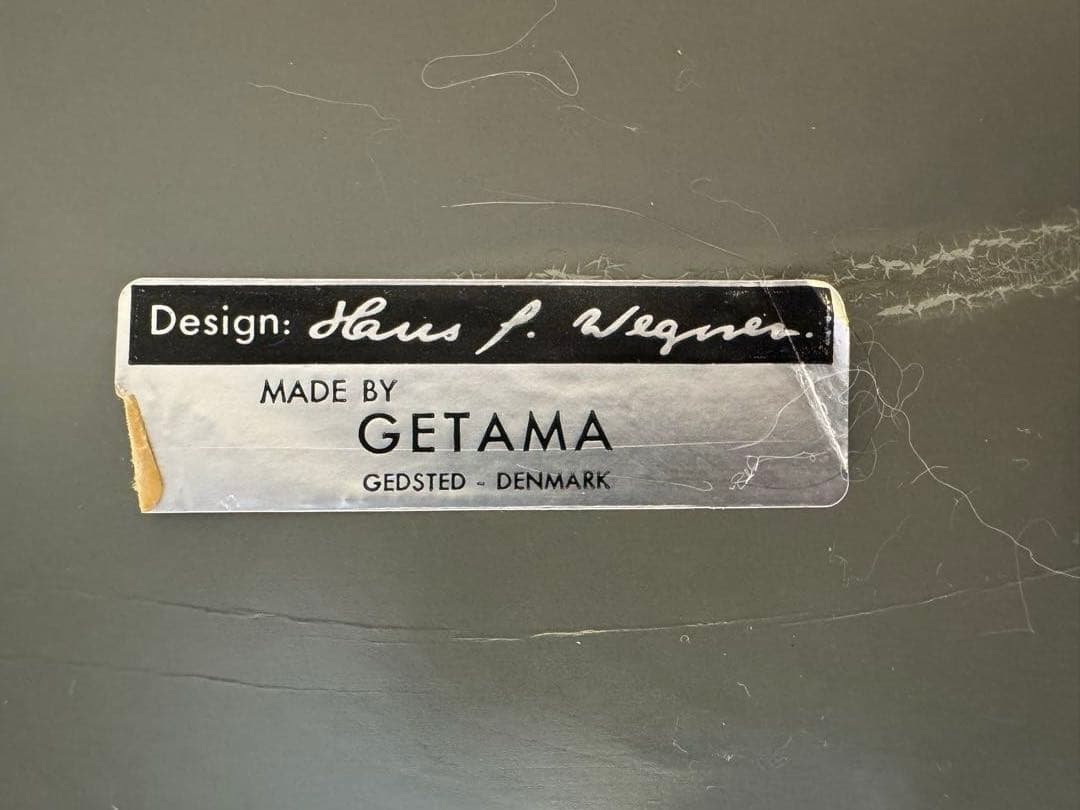 Design: Hans J. Wegner.
MADE BY
GETAMA
GEDSTED - DENMARK